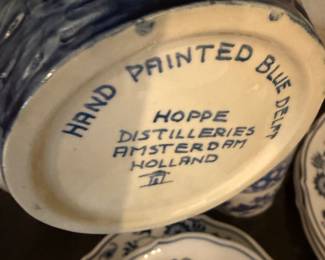 HAND PAINTED BLUE DELFT
HOPPE
DISTILLERIES
AMSTERDAM
HOLLAND